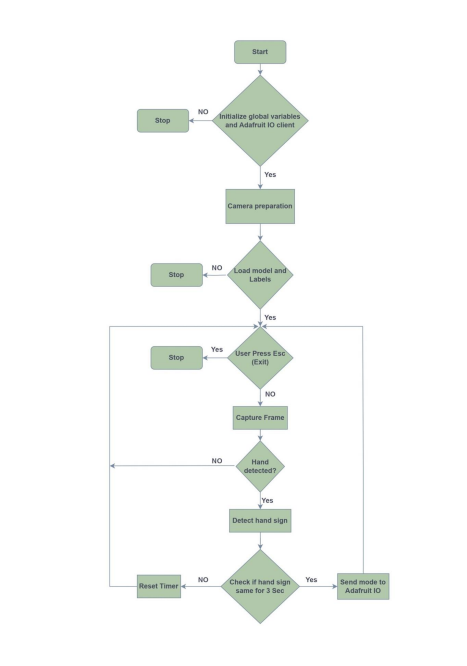 Start
Initialize global variables
and Adafruit IO client
NO
Stop
Yes
Camera preparation
Load model and
Labels
NO
Stop
Yes
User Press Esc
(Exit)
Yes
Stop
NO
Capture Frame
Hand
detected?
NO
Yes
Detect hand sign
Check if hand sign
same for 3 Sec
NO
Reset Timer
Yes
Send mode to
Adafruit IO